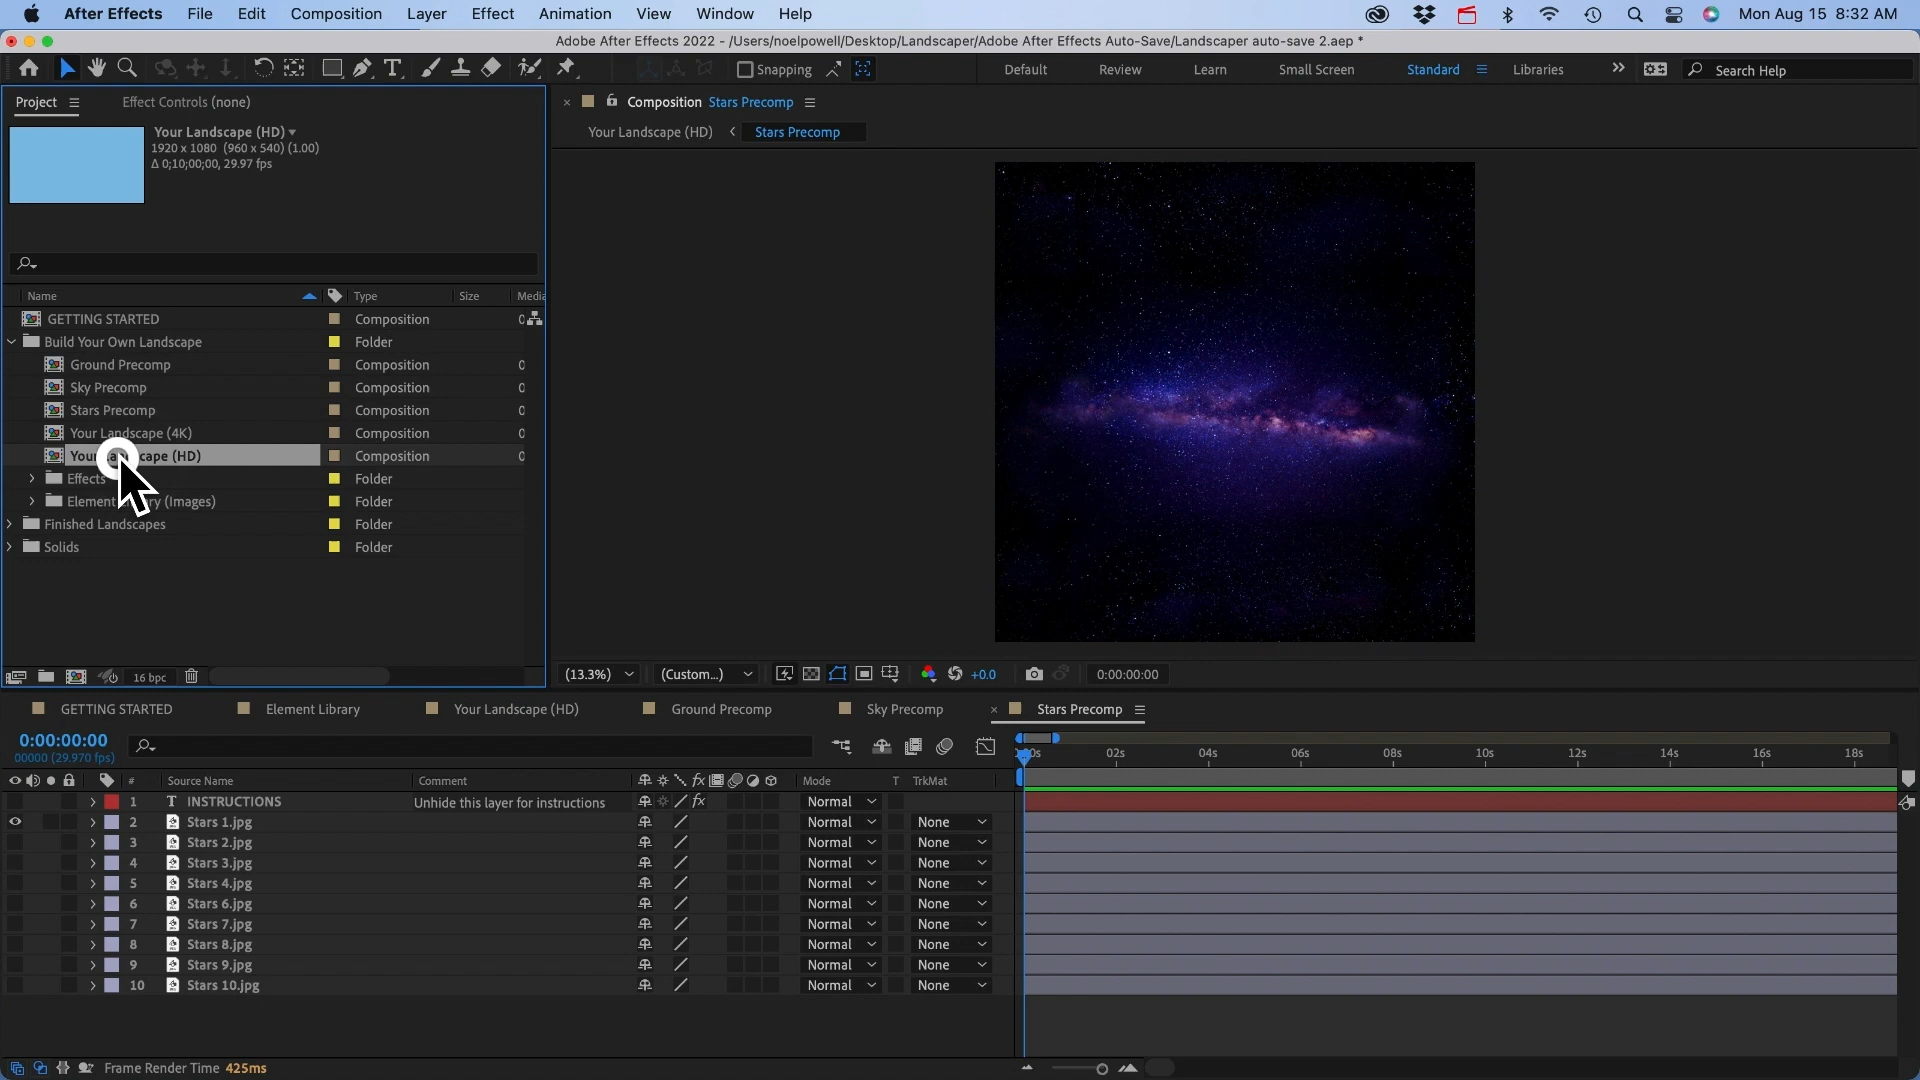 After Effects File Edit Composition Layer Effect Animation View Window Help Mon Aug 15 8:32 AM
Adobe After Effects 2022 - /Users/noelpowell/Desktop/Landscaper/Adobe After Effects Auto-Save/Landscaper auto-save 2.aep *
Snapping Default Review Learn Small Screen Standard Libraries Search Help
Project Effect Controls (none) Composition Stars Precomp
Your Landscape (HD) Your Landscape (HD) Stars Precomp
1920 x 1080 (960 x 540) (1.00)
Δ 0;10;00;00, 29.97 fps
Name Type Size
GETTING STARTED Composition
Build Your Own Landscape Folder
Ground Precomp Composition
Sky Precomp Composition
Stars Precomp Composition
Your Landscape (4K) Composition
(HD) Composition
Effects Folder
(Images) Folder
Finished Landscapes Folder
Solids Folder
16 bpc (13.3%) (Custom...) +0.0 0:00:00:00
GETTING STARTED Element Library Your Landscape (HD) Ground Precomp Sky Precomp Stars Precomp
0:00:00:00
00000 (29.970 fps) 02s 04s 06s 08s 10s 12s 14s 16s 18s
# Source Name Comment fx Mode T TrkMat
1 T INSTRUCTIONS Unhide this layer for instructions fx Normal
2 Stars 1.jpg Normal None
3 Stars 2.jpg Normal None
4 Stars 3.jpg Normal None
5 Stars 4.jpg Normal None
6 Stars 6.jpg Normal None
7 Stars 7.jpg Normal None
8 Stars 8.jpg Normal None
9 Stars 9.jpg Normal None
10 Stars 10.jpg Normal None
Frame Render Time 425ms